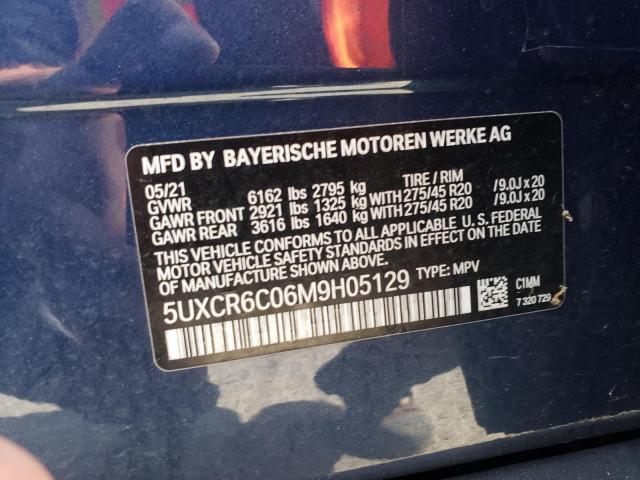 MFD BY BAYERISCHE MOTOREN WERKE AG
05/21 TIRE / RIM
GVWR 6162 lbs 2795 kg
GAWR FRONT 2921 lbs 1325 kg WITH 275/45 R20 /9.0J x 20
GAWR REAR 3616 lbs 1640 kg WITH 275/45 R20 /9.0J x 20
THIS VEHICLE CONFORMS TO ALL APPLICABLE U.S. FEDERAL
MOTOR VEHICLE SAFETY STANDARDS IN EFFECT ON THE
DATE OF MANUFACTURE SHOWN ABOVE.
5UXCR6C06M9H05129 TYPE: MPV
C1MM
7 320 729